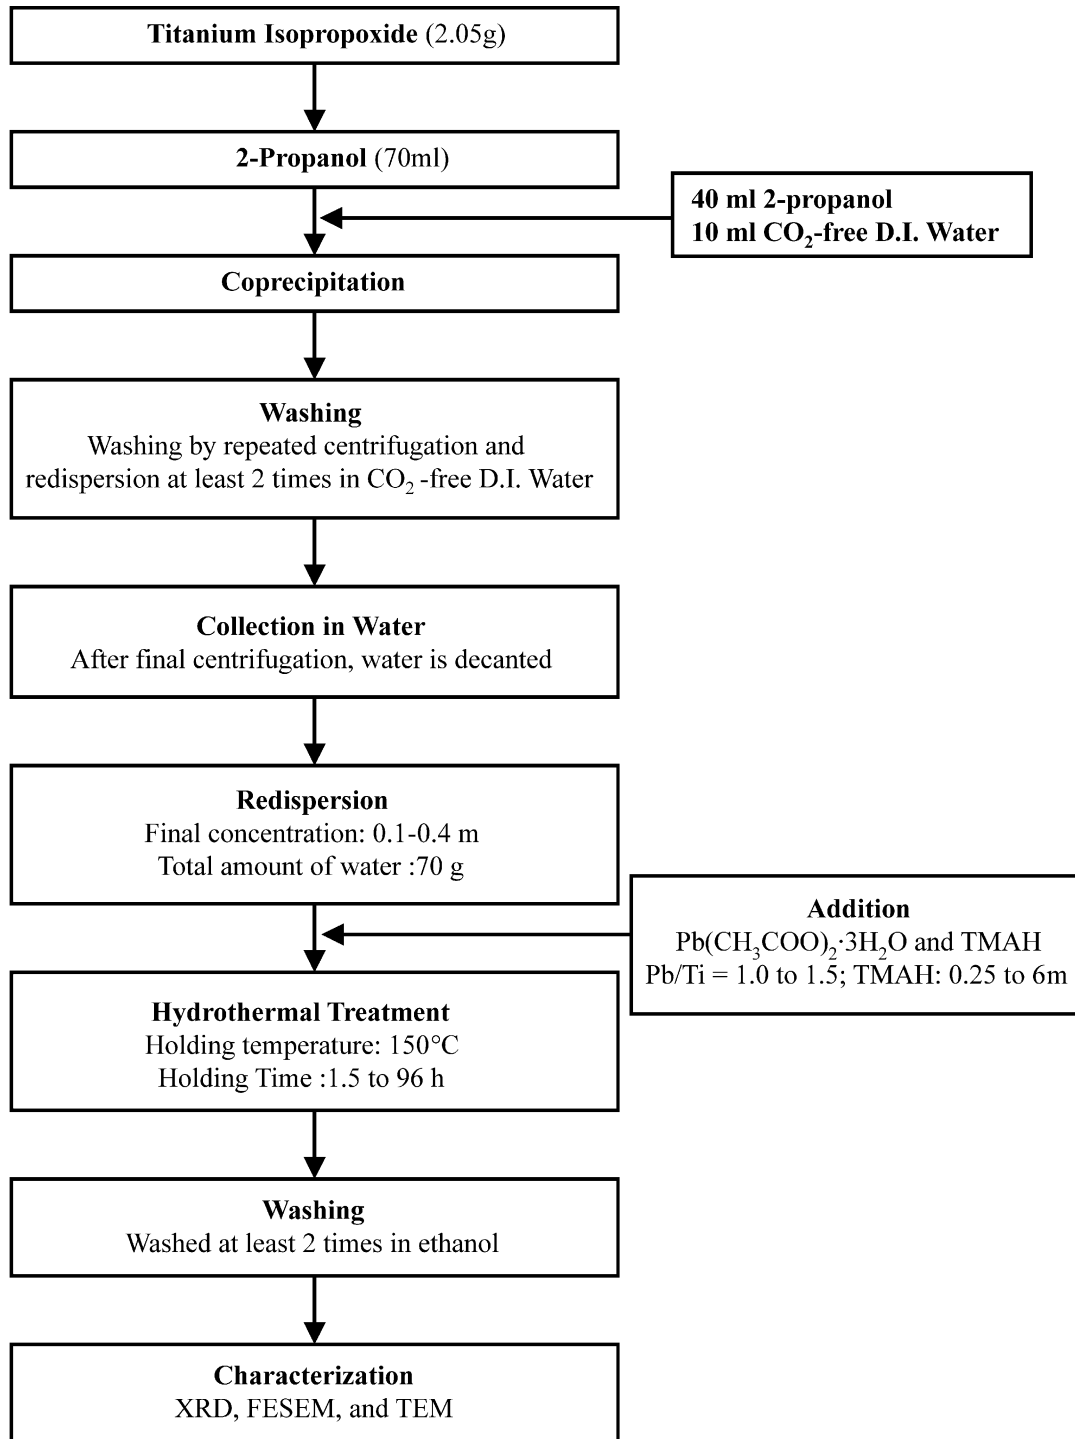 Titanium Isopropoxide (2.05g)
2-Propanol (70ml)
40 ml 2-propanol
10 ml CO₂-free D.I. Water
Coprecipitation
Washing
Washing by repeated centrifugation and
redispersion at least 2 times in CO₂ -free D.I. Water
Collection in Water
After final centrifugation, water is decanted
Redispersion
Final concentration: 0.1-0.4 m
Total amount of water :70 g
Addition
Pb(CH₃COO)₂·3H₂O and TMAH
Pb/Ti = 1.0 to 1.5; TMAH: 0.25 to 6m
Hydrothermal Treatment
Holding temperature: 150°C
Holding Time :1.5 to 96 h
Washing
Washed at least 2 times in ethanol
Characterization
XRD, FESEM, and TEM